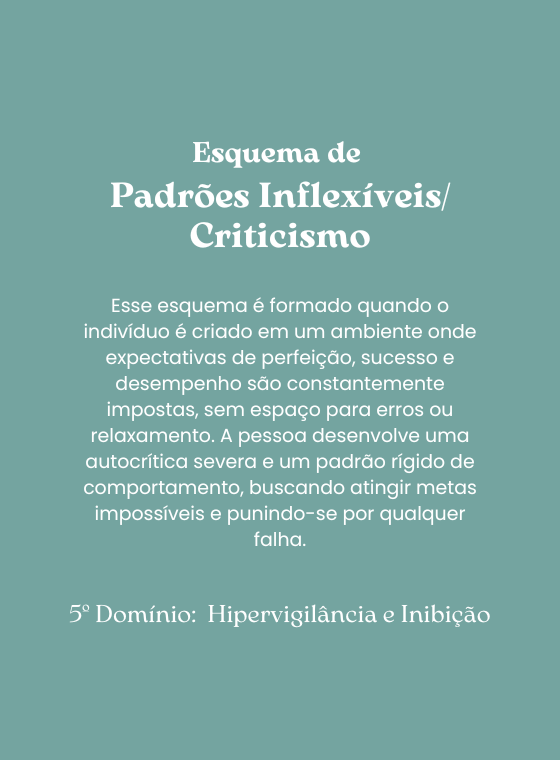 Esquema de
Padrões Inflexíveis/
Criticismo
Esse esquema é formado quando o
indivíduo é criado em um ambiente onde
expectativas de perfeição, sucesso e
desempenho são constantemente
impostas, sem espaço para erros ou
relaxamento. A pessoa desenvolve uma
autocrítica severa e um padrão rígido de
comportamento, buscando atingir metas
impossíveis e punindo-se por qualquer
falha.
5º Domínio: Hipervigilância e Inibição